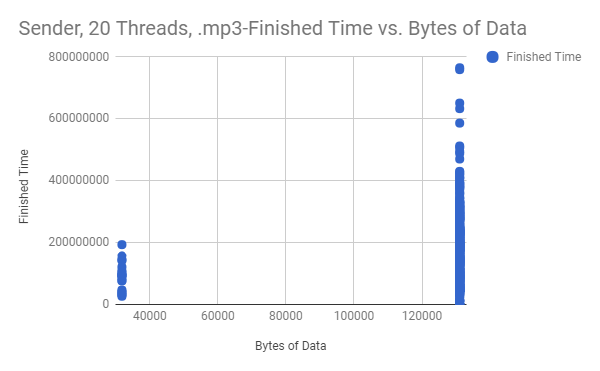 Sender, 20 Threads, .mp3-Finished Time vs. Bytes of Data
Finished Time
800000000
600000000
400000000
200000000
0
Finished Time
40000 60000 80000 100000 120000
Bytes of Data